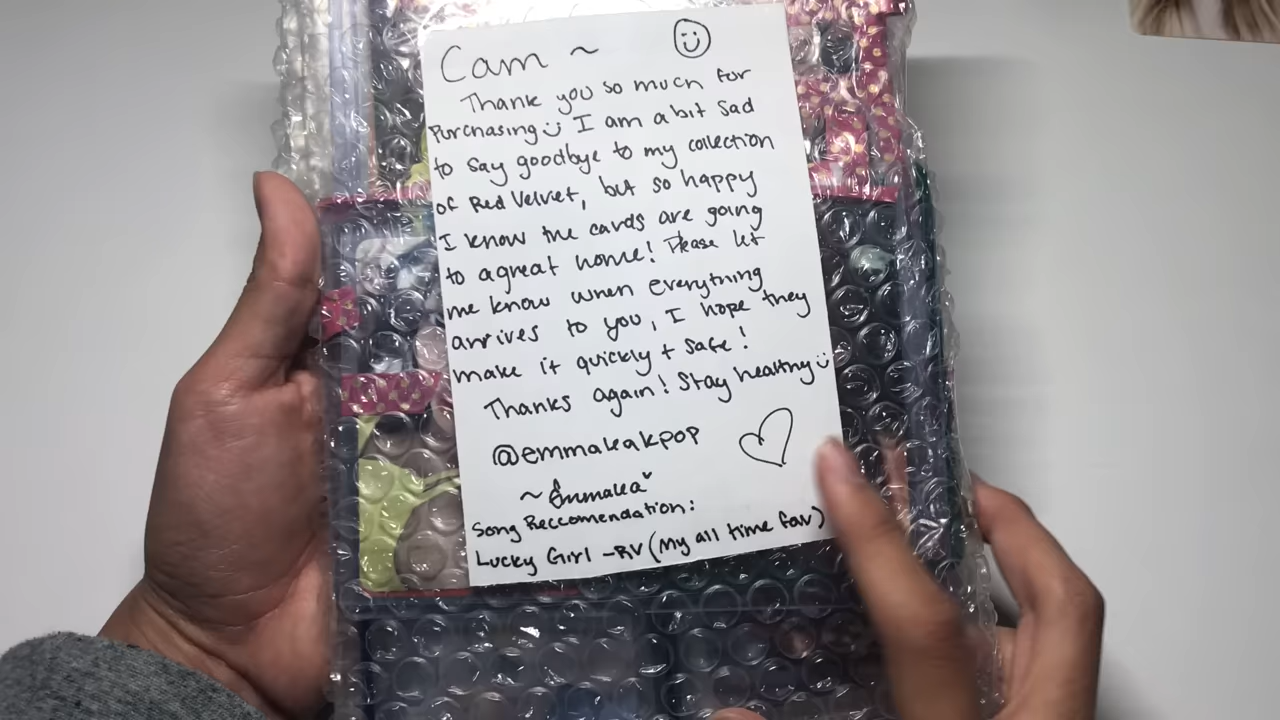 Cam ~
Thank you so much for
purchasing I am a bit sad
to say goodbye to my collection
of Red Velvet, but so happy
I know the cards are going
to a great home! Please let
me know when everything
arrives to you, I hope they
make it quickly + safe!
Thanks again! Stay healthy
@emmaleakpop
~ Emmalea
Song Reccomendation:
Lucky Girl - RV (My all time fav)